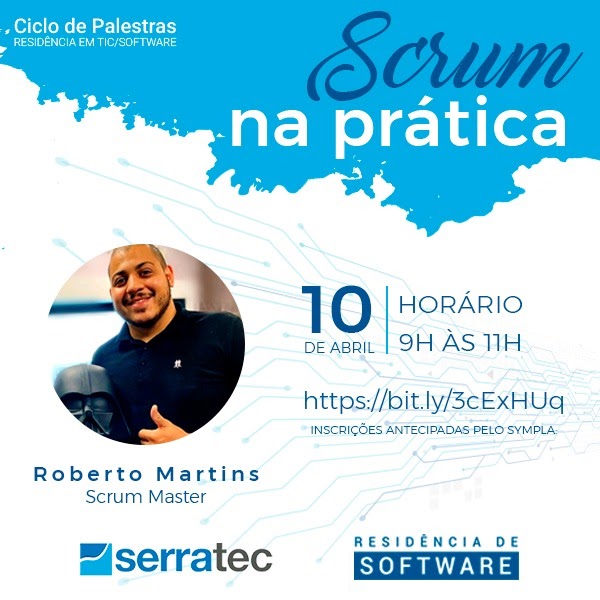 Ciclo de Palestras
RESIDÊNCIA EM TIC/SOFTWARE
Scrum
na prática
10
DE ABRIL
HORÁRIO
9H ÀS 11H
https://bit.ly/3cExHUq
INSCRIÇÕES ANTECIPADAS PELO SYMPLA.
Roberto Martins
Scrum Master
serratec
RESIDÊNCIA DE
SOFTWARE